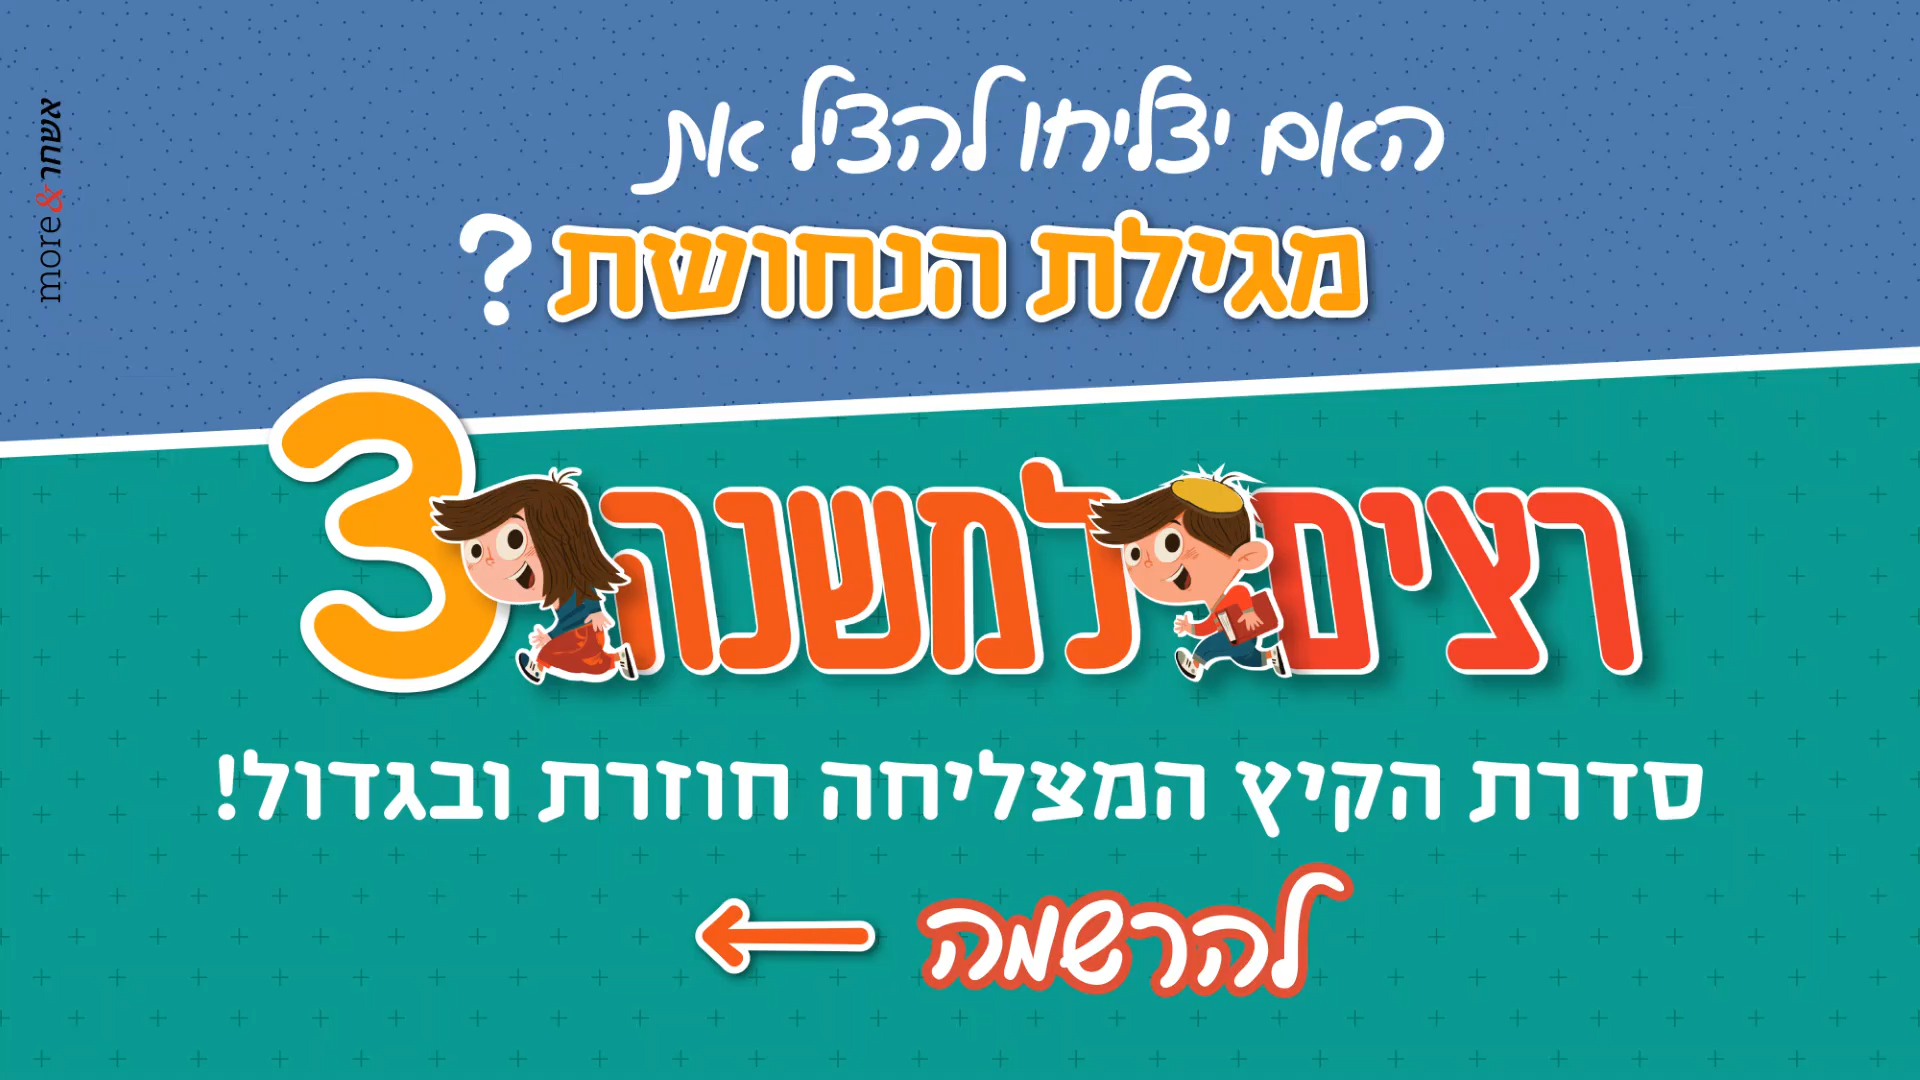 האם יצליחו להציל את
מגילת הנחושת?
רצים למשנה 3
סדרת הקיץ המצליחה חוזרת ובגדול!
להרשמה
אשחר&more